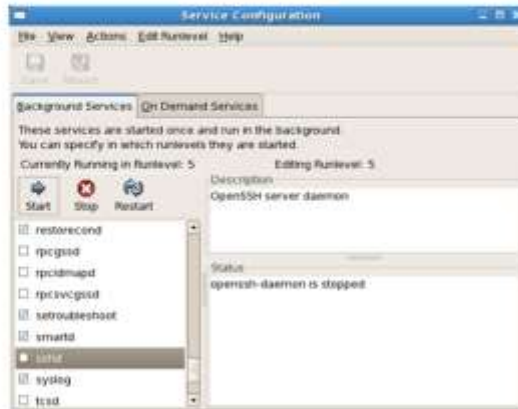 Service Configuration
File View Actions Edit Runlevel Help
Background Services On Demand Services
These services are started once and run in the background.
You can specify in which runlevels they are started.
Currently Running in Runlevel: 5 Editing Runlevel: 5
Start Stop Restart
Description
OpenSSH server daemon
restorecond
rpcgssd
rpcidmapd
rpcsvcgssd
setroubleshoot
smartd
sshd
syslog
tcsd
Status
openssh-daemon is stopped